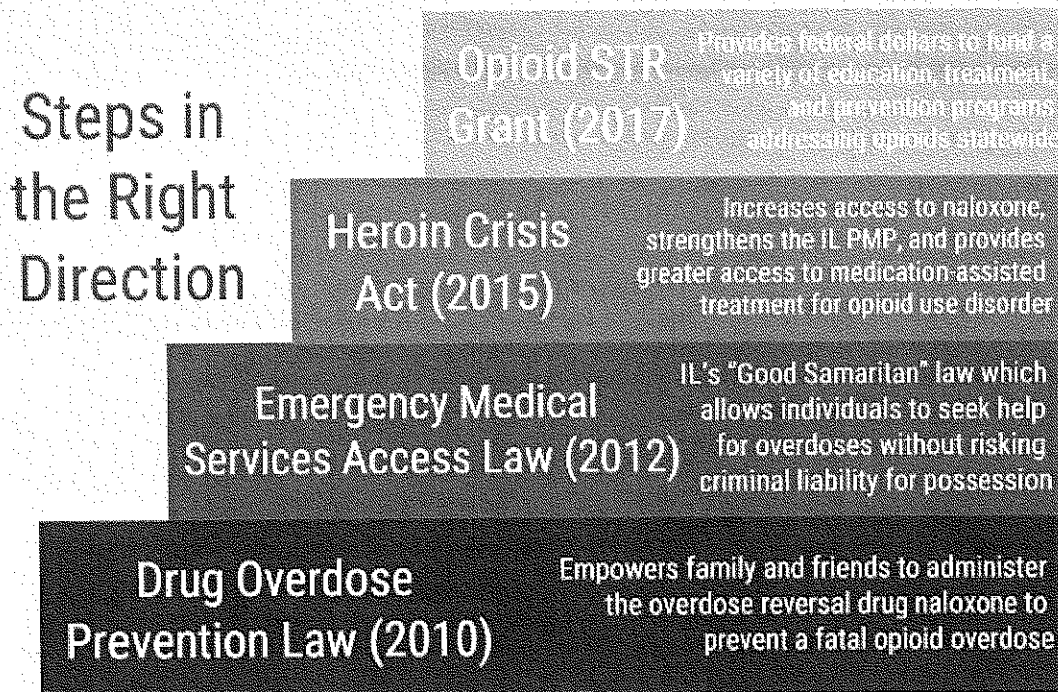 Steps in
the Right
Direction
Opioid STR
Grant (2017)
Provides federal dollars to fund a
variety of education, treatment,
d prevention programs
addressing opioids statewide
Heroin Crisis
Act (2015)
Increases access to naloxone,
strengthens the IL PMP, and provides
greater access to medication-assisted
treatment for opioid use disorder
Emergency Medical
Services Access Law (2012)
IL's "Good Samaritan" law which
allows individuals to seek help
for overdoses without risking
criminal liability for possession
Drug Overdose
Prevention Law (2010)
Empowers family and friends to administer
the overdose reversal drug naloxone to
prevent a fatal opioid overdose